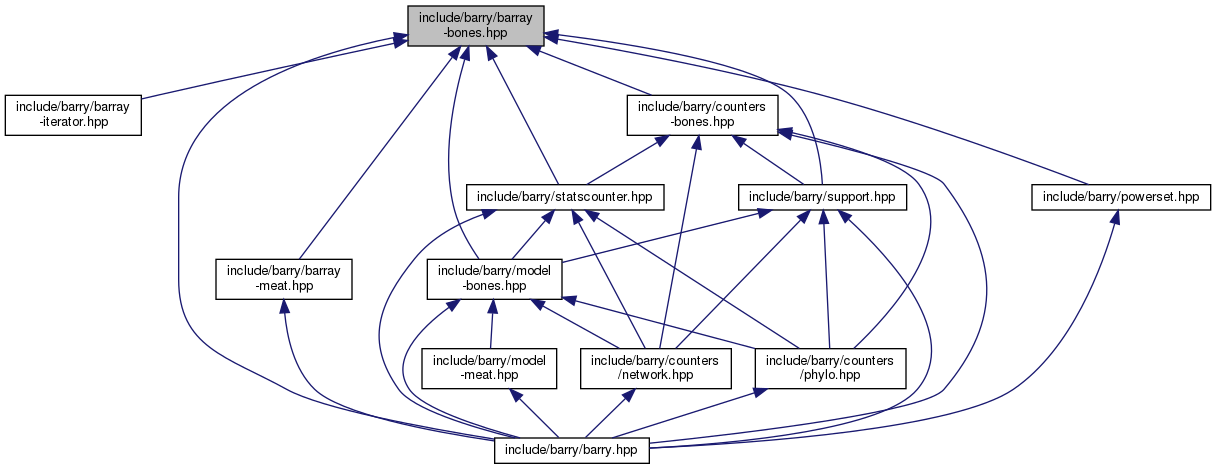 include/barry/barray
-bones.hpp
include/barry/barray
-iterator.hpp
include/barry/counters
-bones.hpp
include/barry/statscounter.hpp
include/barry/support.hpp
include/barry/powerset.hpp
include/barry/barray
-meat.hpp
include/barry/model
-bones.hpp
include/barry/model
-meat.hpp
include/barry/counters
/network.hpp
include/barry/counters
/phylo.hpp
include/barry/barry.hpp